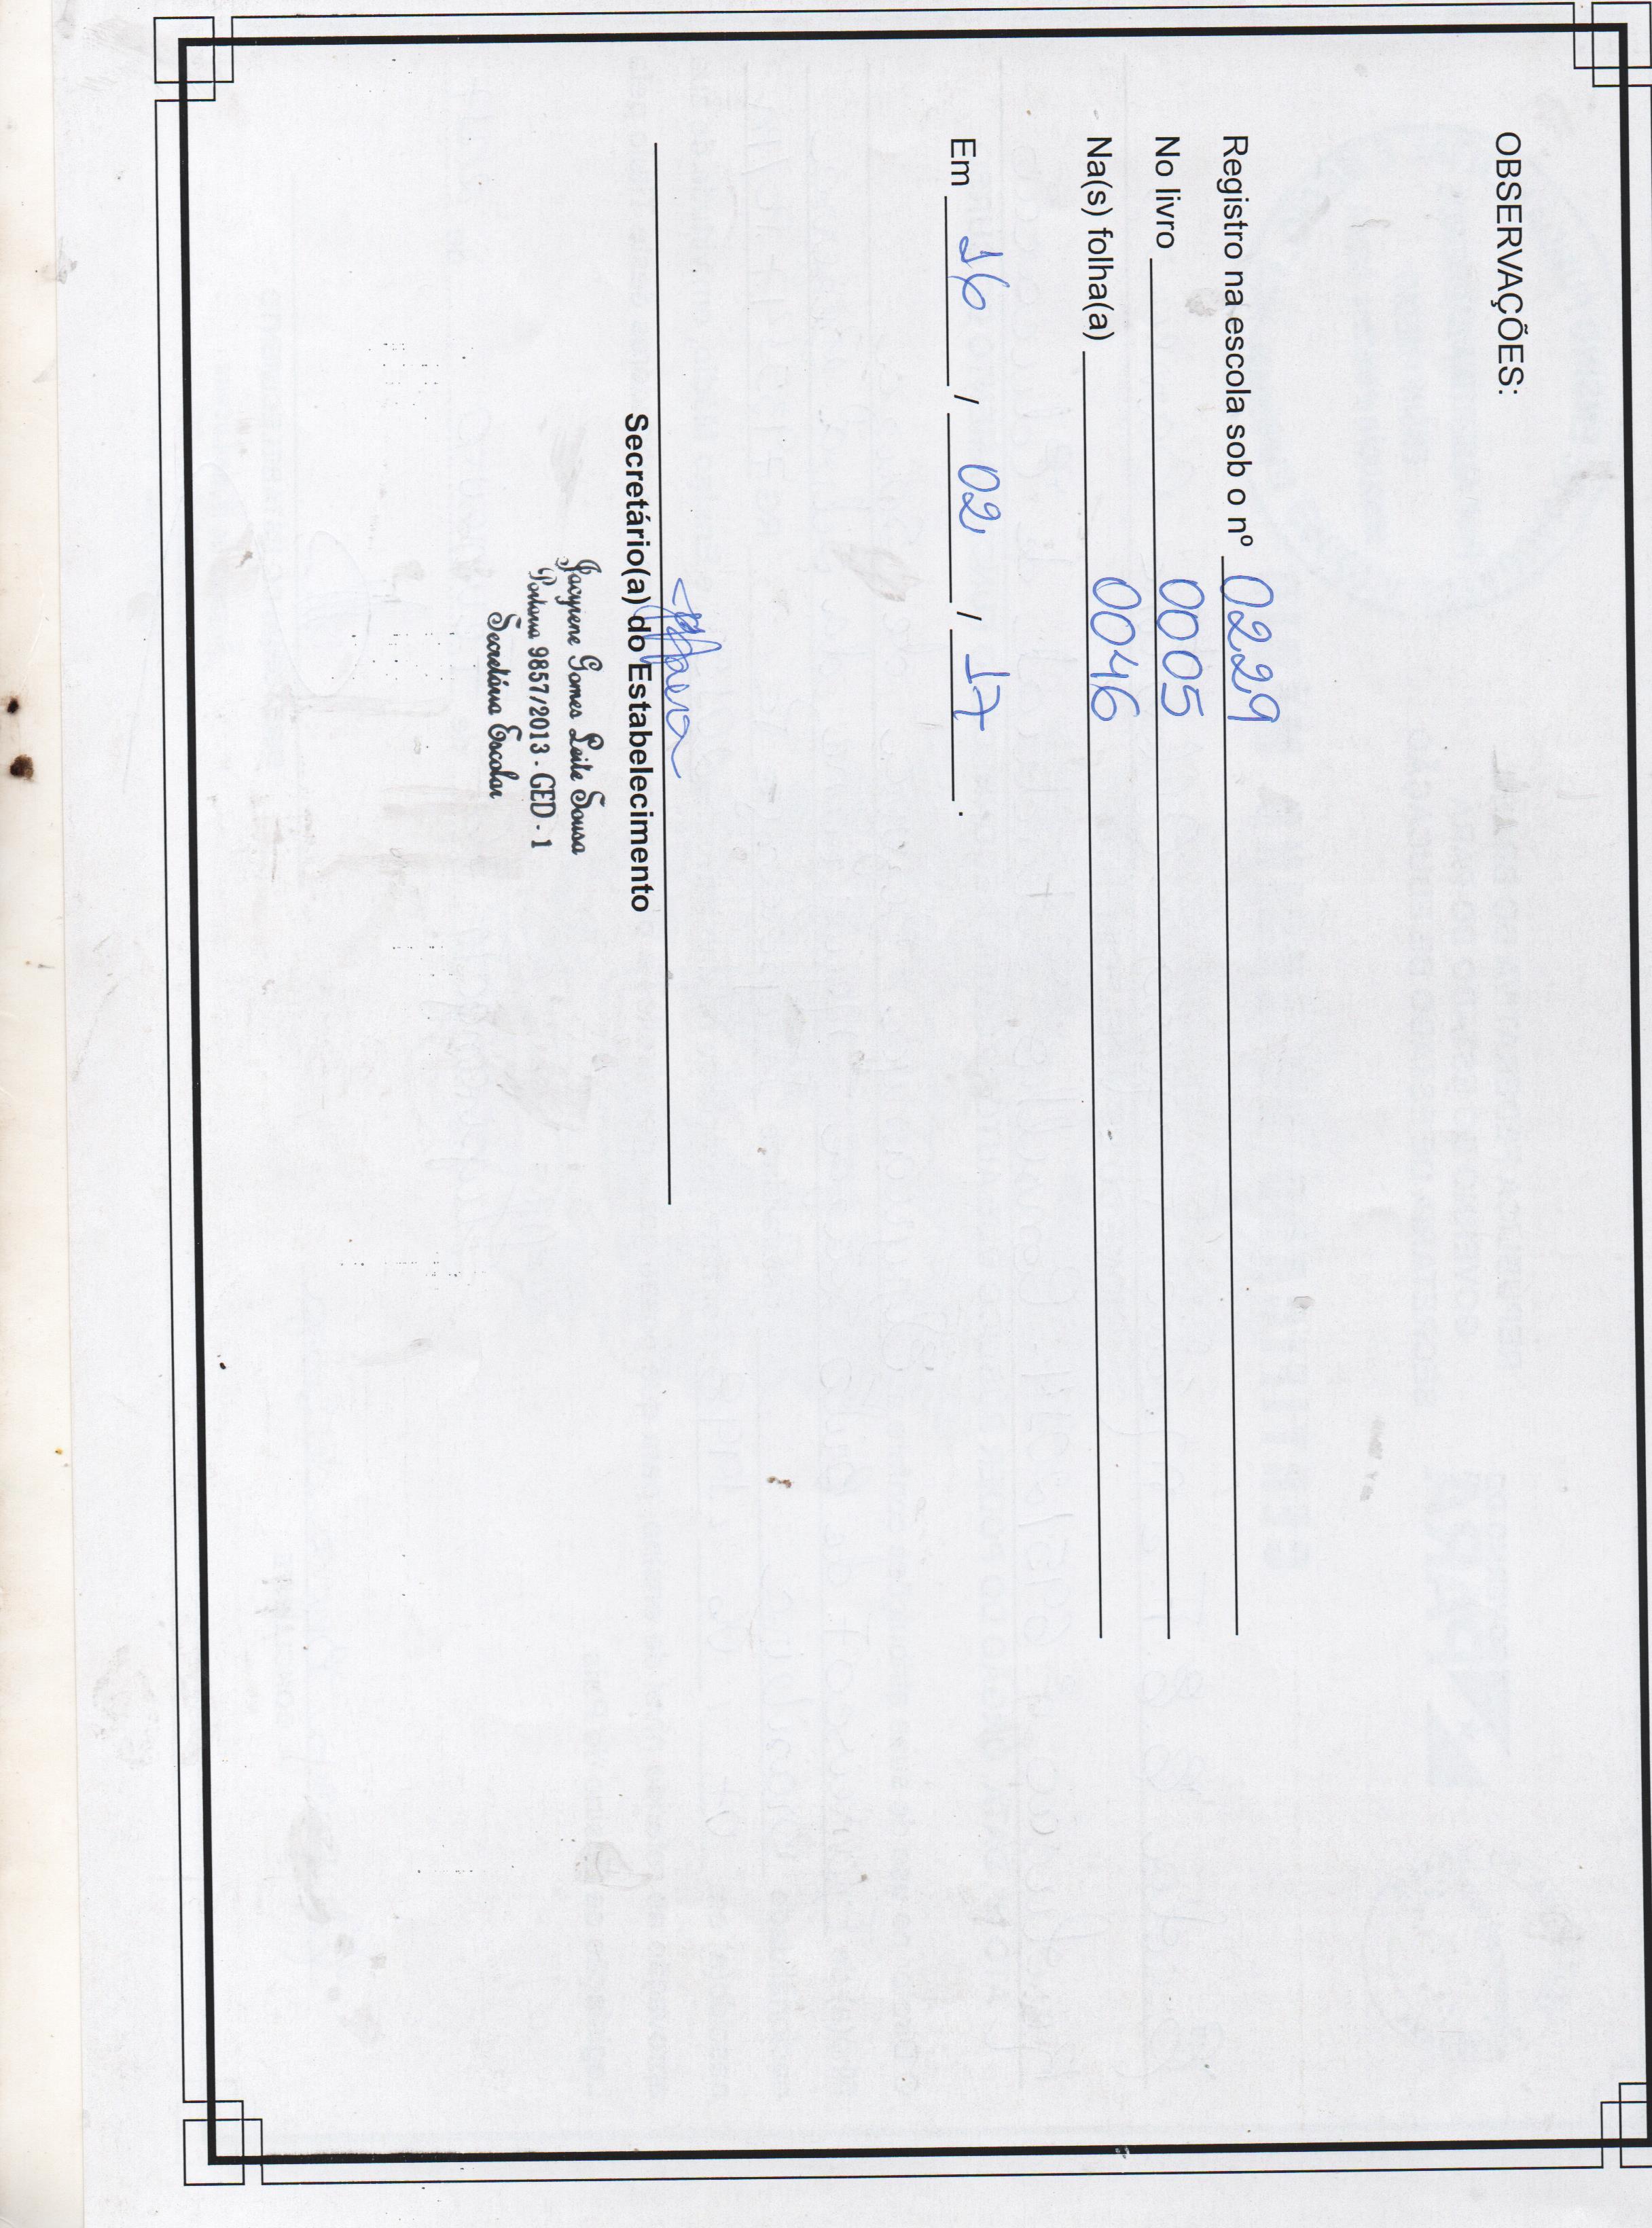 OBSERVAÇÕES:
Registro na escola sob o nº 0229
No livro 0005
Na(s) folha(a) 0046
Em 16 / 02 / 17 .
Secretário(a) do Estabelecimento
Jacyene Gomes Leite Sousa
Portaria 9857/2013 - GED - 1
Secretária Escolar